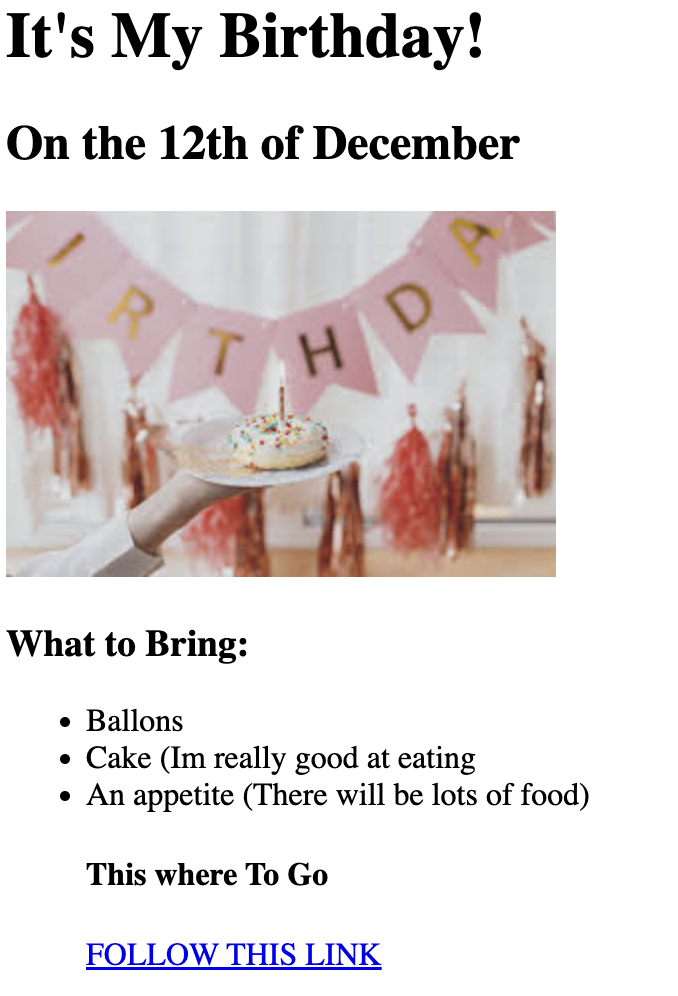 It's My Birthday!
On the 12th of December
IRTHDA
What to Bring:
Ballons
Cake (Im really good at eating
An appetite (There will be lots of food)
This where To Go
FOLLOW THIS LINK